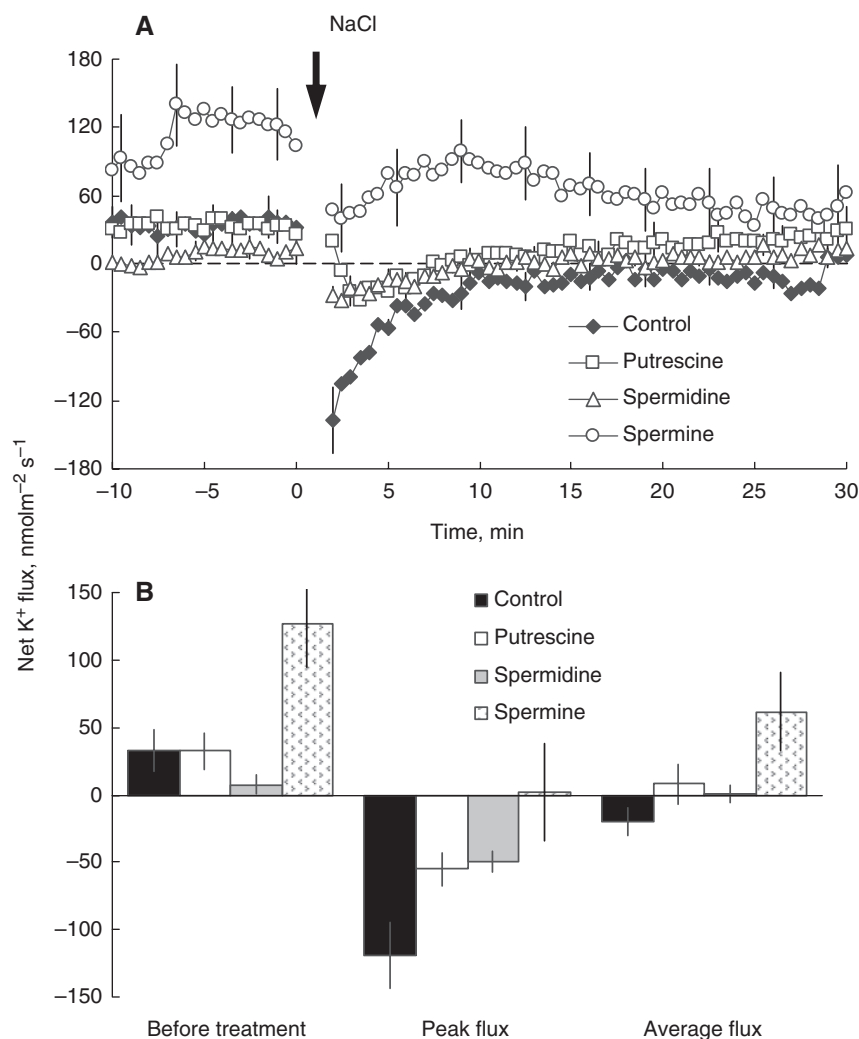 A
NaCl
180
120
60
0
−60
−120
−180
−10
−5
0
5
10
15
20
25
30
Control
Putrescine
Spermidine
Spermine
Time, min
Net K⁺ flux, nmolm⁻² s⁻¹
B
150
100
50
0
−50
−100
−150
Control
Putrescine
Spermidine
Spermine
Before treatment
Peak flux
Average flux